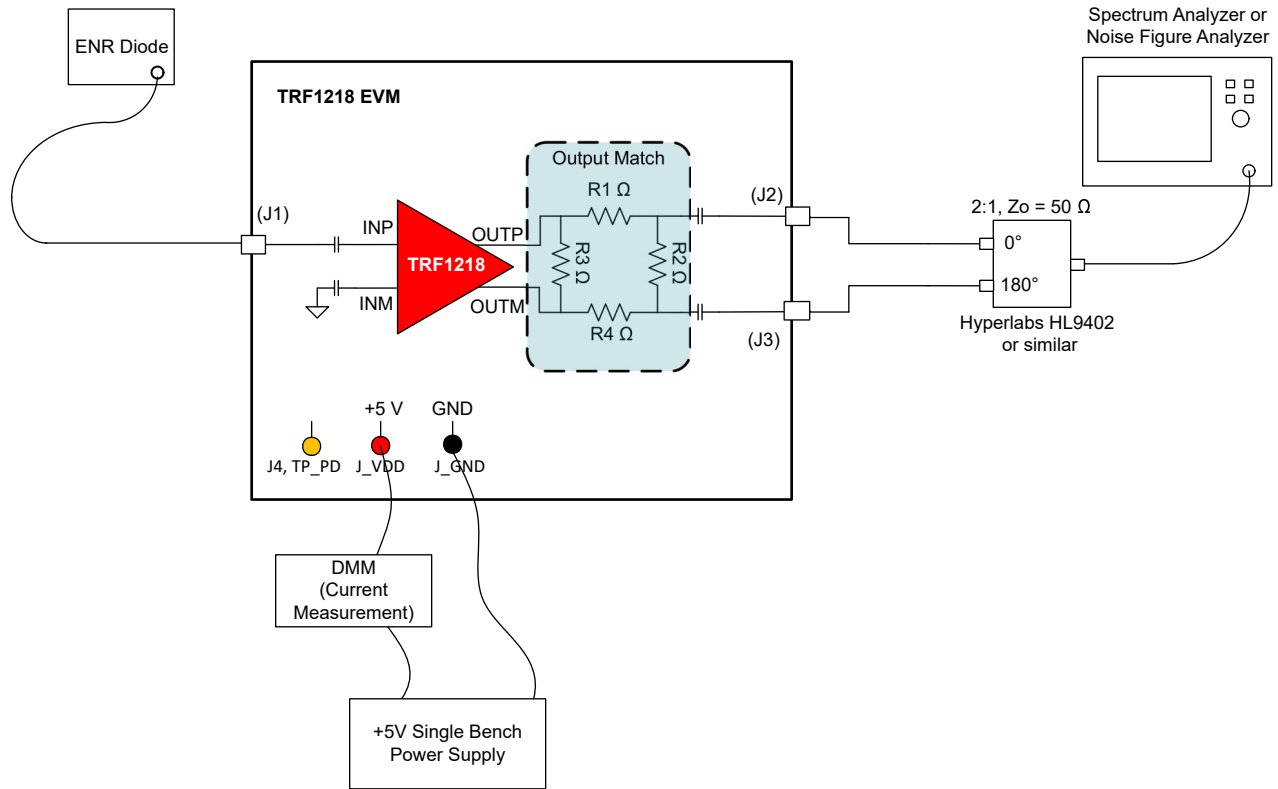 Spectrum Analyzer or
Noise Figure Analyzer
ENR Diode
TRF1218 EVM
Output Match
R1 Ω
(J1)
(J2)
2:1, Zo = 50 Ω
INP
OUTP
0°
TRF1218
R3 Ω
R2 Ω
180°
INM
OUTM
R4 Ω
(J3)
Hyperlabs HL9402
or similar
+5 V
GND
J4, TP_PD
J_VDD
J_GND
DMM
(Current
Measurement)
+5V Single Bench
Power Supply